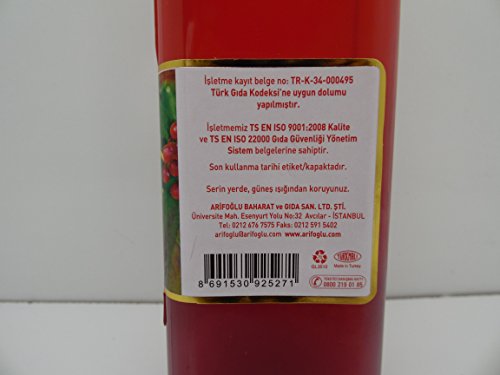 İşletme kayıt belge no: TR-K-34-000495
Türk Gıda Kodeksi'ne uygun dolumu
yapılmıştır.
İşletmemiz TS EN ISO 9001:2008 Kalite
ve TS EN ISO 22000 Gıda Güvenliği Yönetim
Sistem belgelerine sahiptir.
Son kullanma tarihi etiket/kapaktadır.
Serin yerde, güneş ışığından koruyunuz.
ARİFOĞLU BAHARAT ve GIDA SAN. LTD. ŞTİ.
Üniversite Mah. Esenyurt Yolu No:32 Avcılar - İSTANBUL
Tel: 0212 676 7575 Faks: 0212 591 5402
arifoglu@arifoglu.com - www.arifoglu.com
Made in Turkey
0800 219 01 85
8 691530 925271